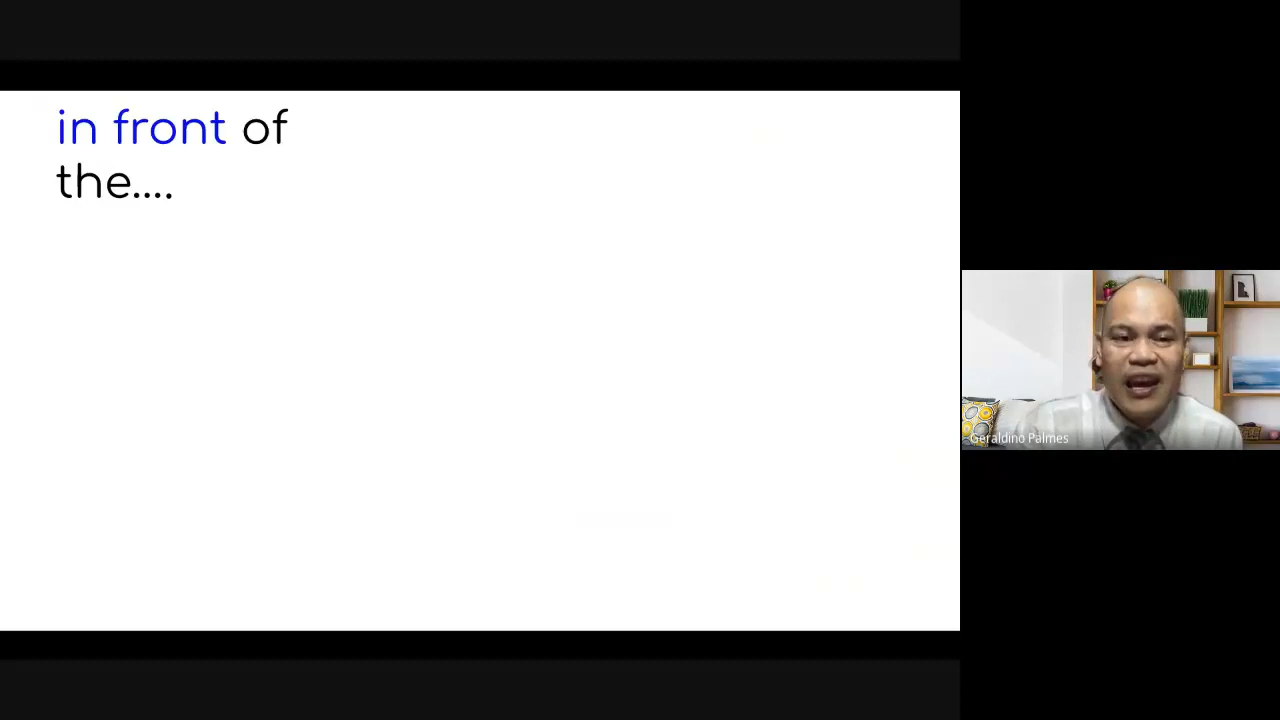 in front of
the....
Geraldino Palmes